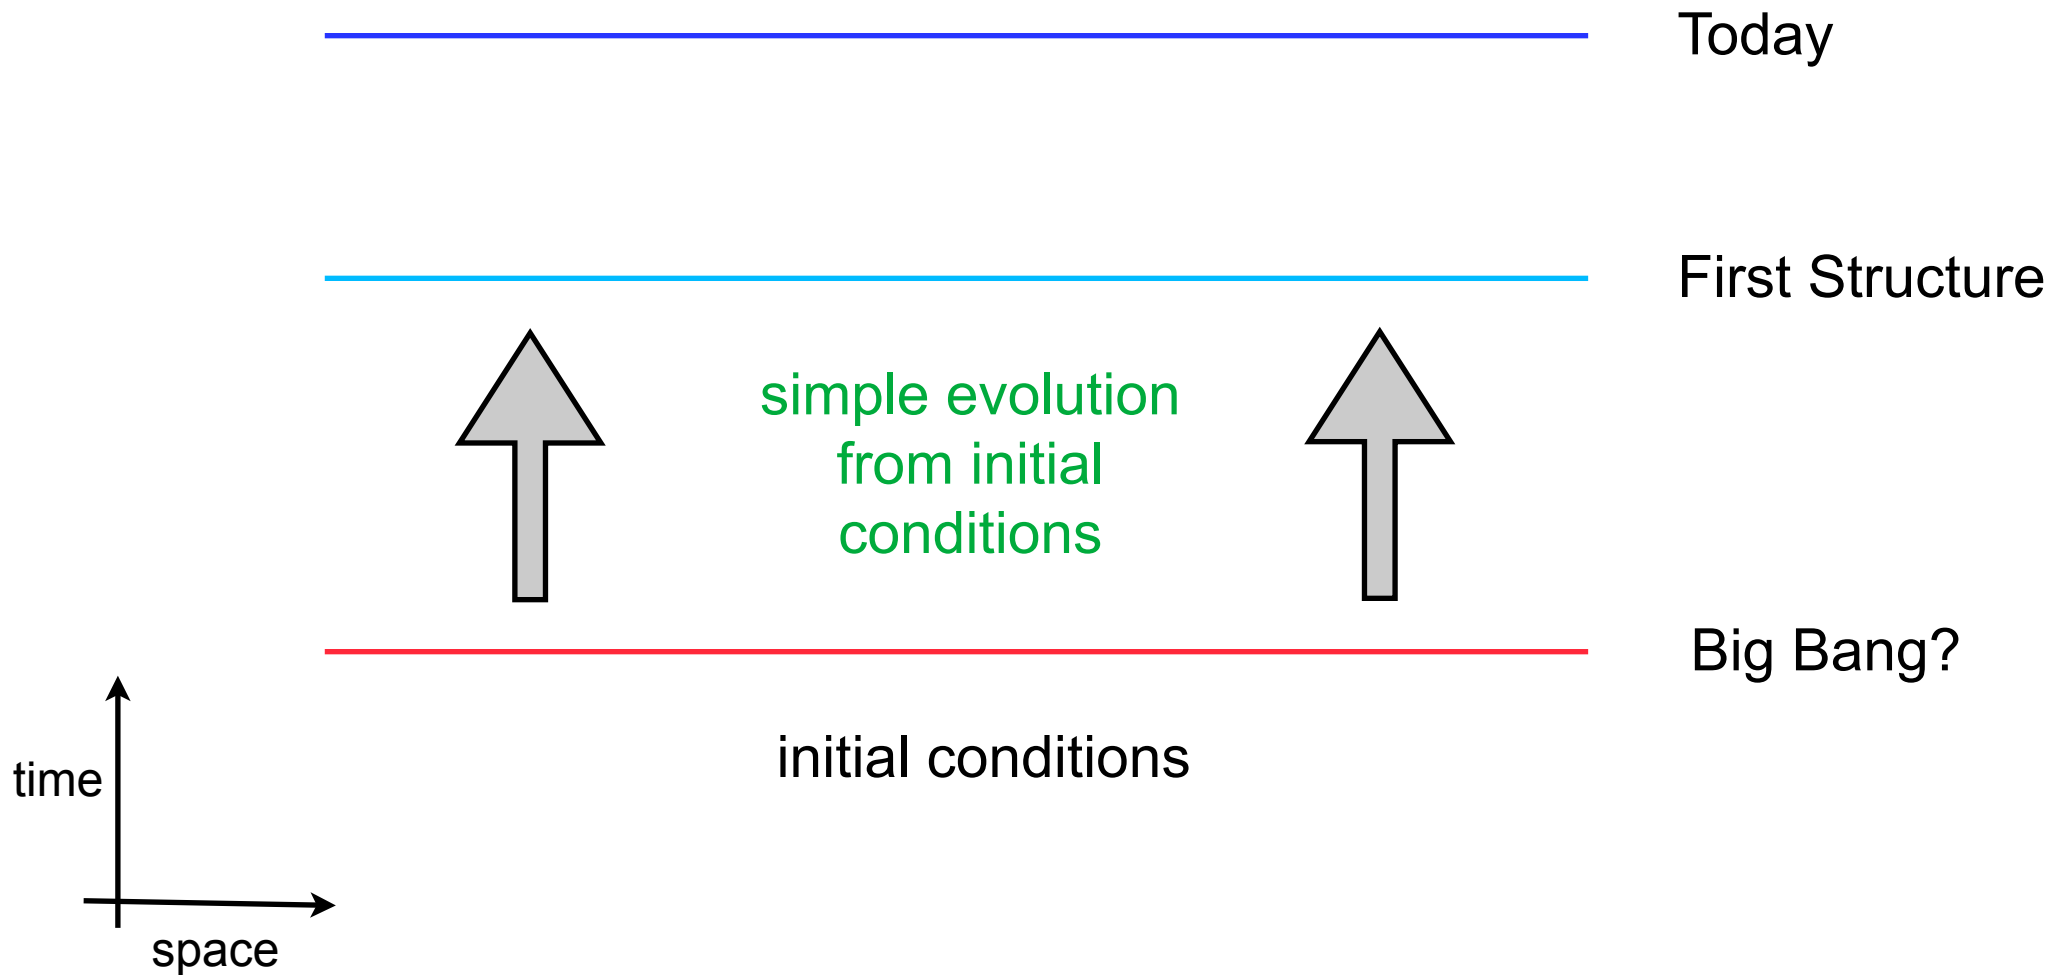 Today
First Structure
simple evolution
from initial
conditions
Big Bang?
initial conditions
time
space